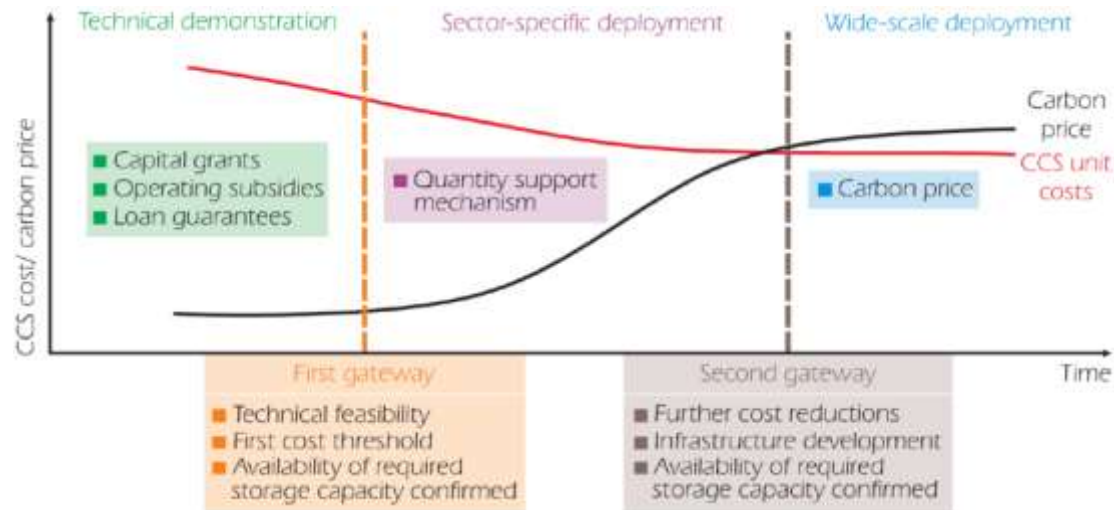 Technical demonstration
Sector-specific deployment
Wide-scale deployment
CCS cost/ carbon price
Capital grants
Operating subsidies
Loan guarantees
Quantity support
mechanism
Carbon price
Carbon
price
CCS unit
costs
Time
First gateway
Technical feasibility
First cost threshold
Availability of required
storage capacity confirmed
Second gateway
Further cost reductions
Infrastructure development
Availability of required
storage capacity confirmed